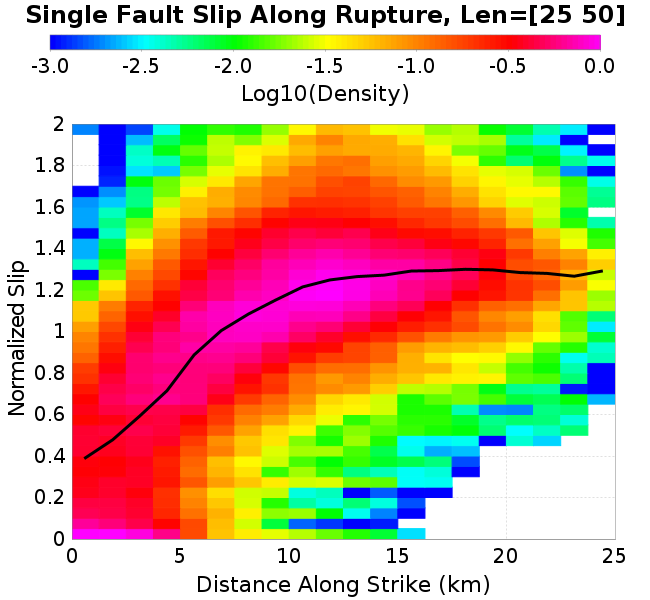 Single Fault Slip Along Rupture, Len=[25 50]
-3.0 -2.5 -2.0 -1.5 -1.0 -0.5 0.0
Log10(Density)
2
1.8
1.6
1.4
1.2
1
0.8
0.6
0.4
0.2
0
Normalized Slip
0 5 10 15 20 25
Distance Along Strike (km)